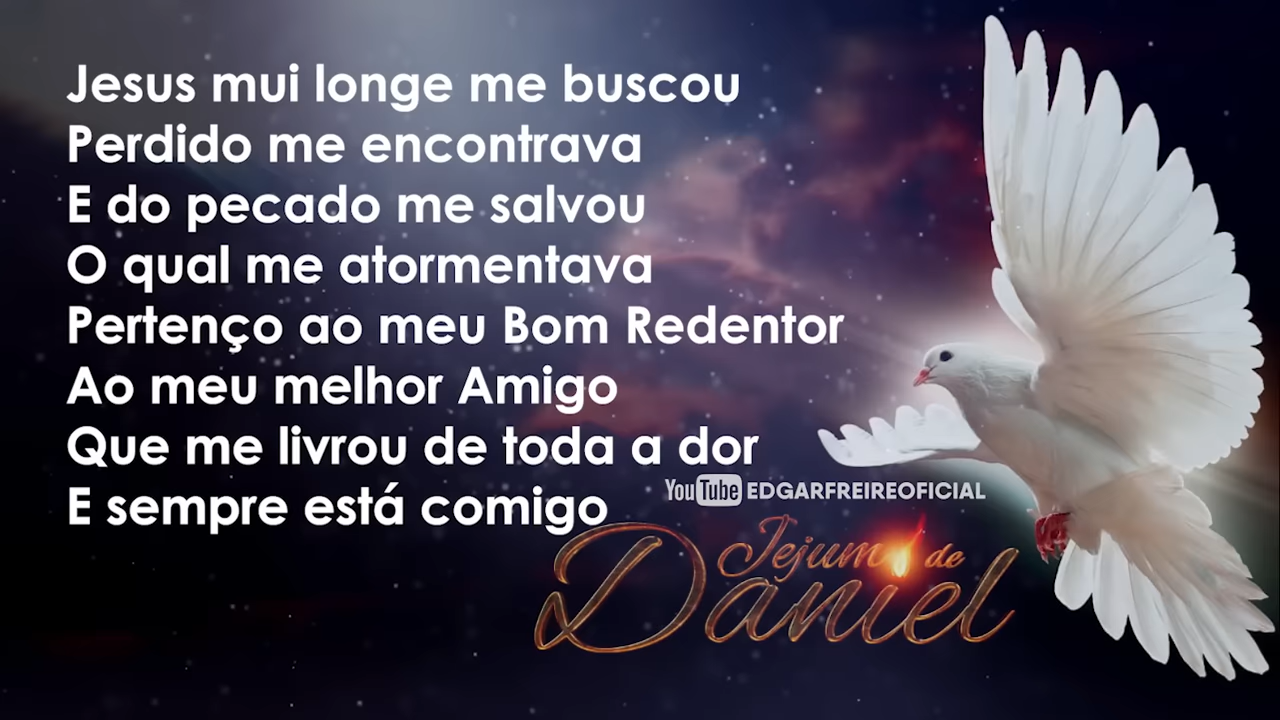 Jesus mui longe me buscou
Perdido me encontrava
E do pecado me salvou
O qual me atormentava
Pertenço ao meu Bom Redentor
Ao meu melhor Amigo
Que me livrou de toda a dor
E sempre está comigo
YouTube EDGARFREIREOFICIAL
Jejum de
Daniel